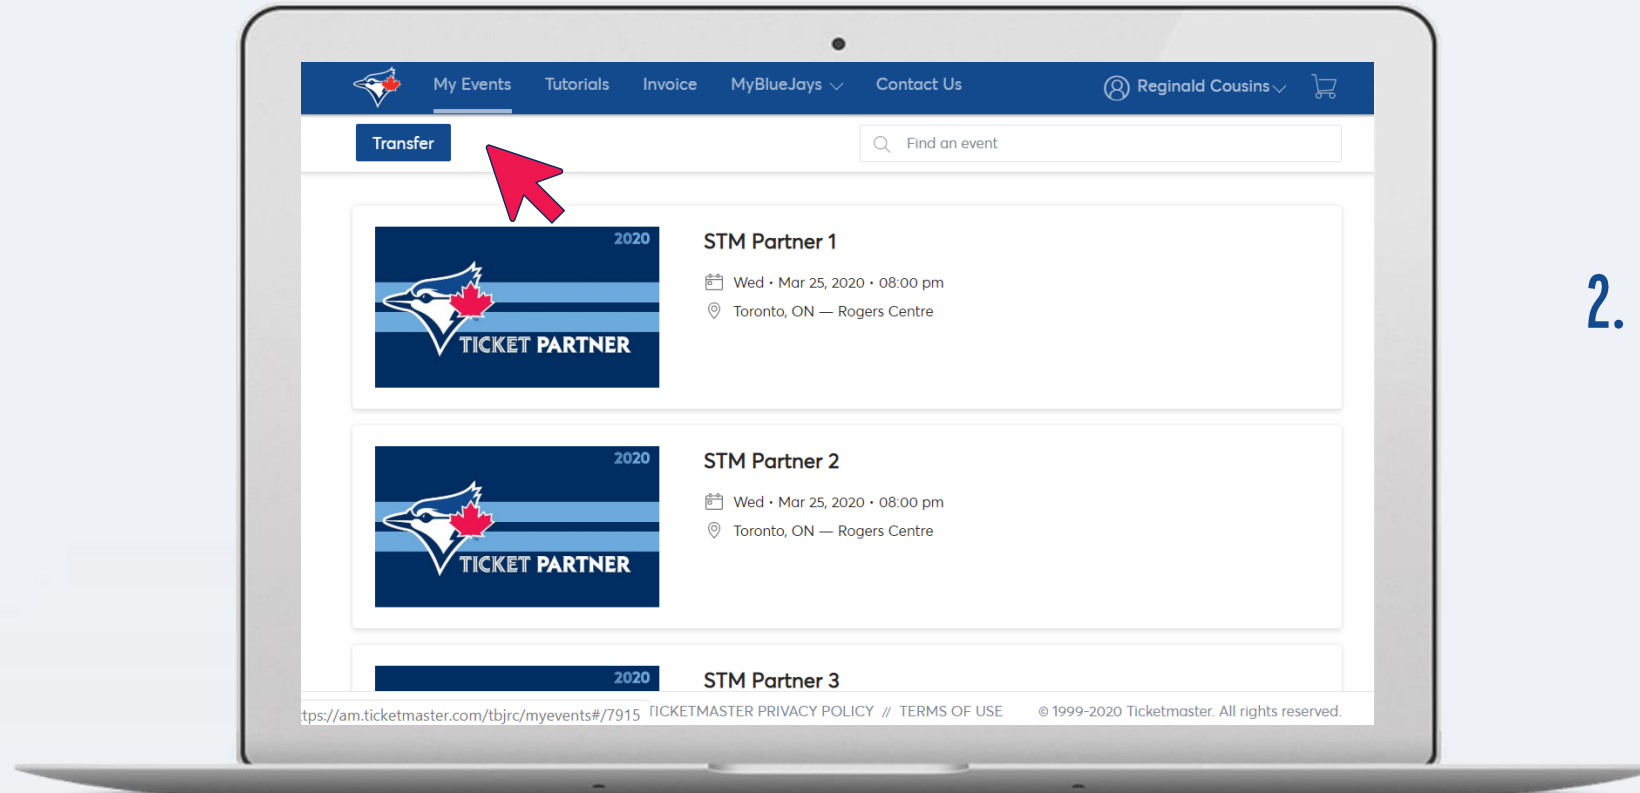 My Events Tutorials Invoice MyBlueJays Contact Us Reginald Cousins
Transfer Find an event
2020
TICKET PARTNER
STM Partner 1
Wed • Mar 25, 2020 • 08:00 pm
Toronto, ON — Rogers Centre
2.
2020
TICKET PARTNER
STM Partner 2
Wed • Mar 25, 2020 • 08:00 pm
Toronto, ON — Rogers Centre
2020
STM Partner 3
tps://am.ticketmaster.com/tbjrc/myevents#/7915 TICKETMASTER PRIVACY POLICY // TERMS OF USE © 1999-2020 Ticketmaster. All rights reserved.